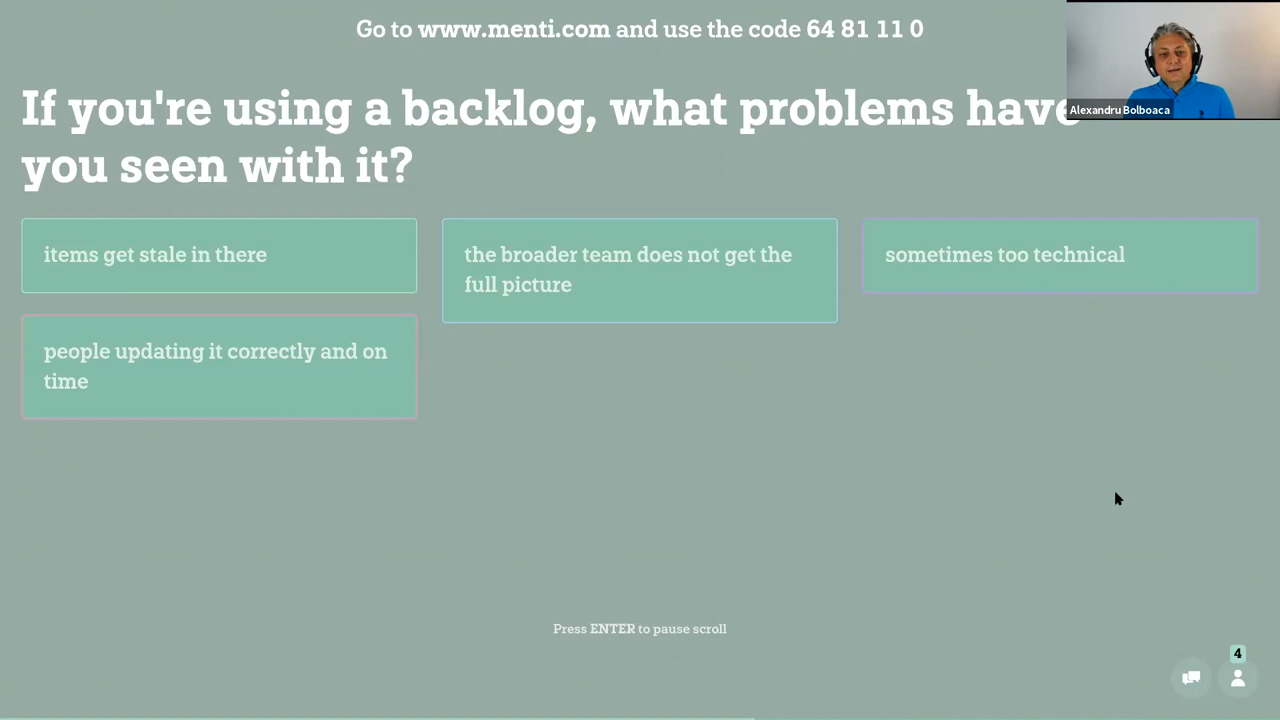 Go to www.menti.com and use the code 64 81 11 0
Alexandru Bolboaca
If you're using a backlog, what problems have
you seen with it?
items get stale in there
the broader team does not get the
full picture
sometimes too technical
people updating it correctly and on
time
Press ENTER to pause scroll
4